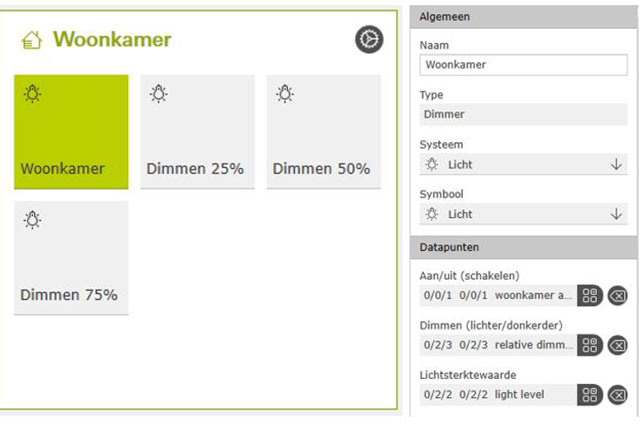 Woonkamer
Woonkamer
Dimmen 25%
Dimmen 50%
Dimmen 75%
Algemeen
Naam
Woonkamer
Type
Dimmer
Systeem
Licht
Symbool
Licht
Datapunten
Aan/uit (schakelen)
0/0/1 0/0/1 woonkamer a...
Dimmen (lichter/donkerder)
0/2/3 0/2/3 relative dimm...
Lichtsterktewaarde
0/2/2 0/2/2 light level